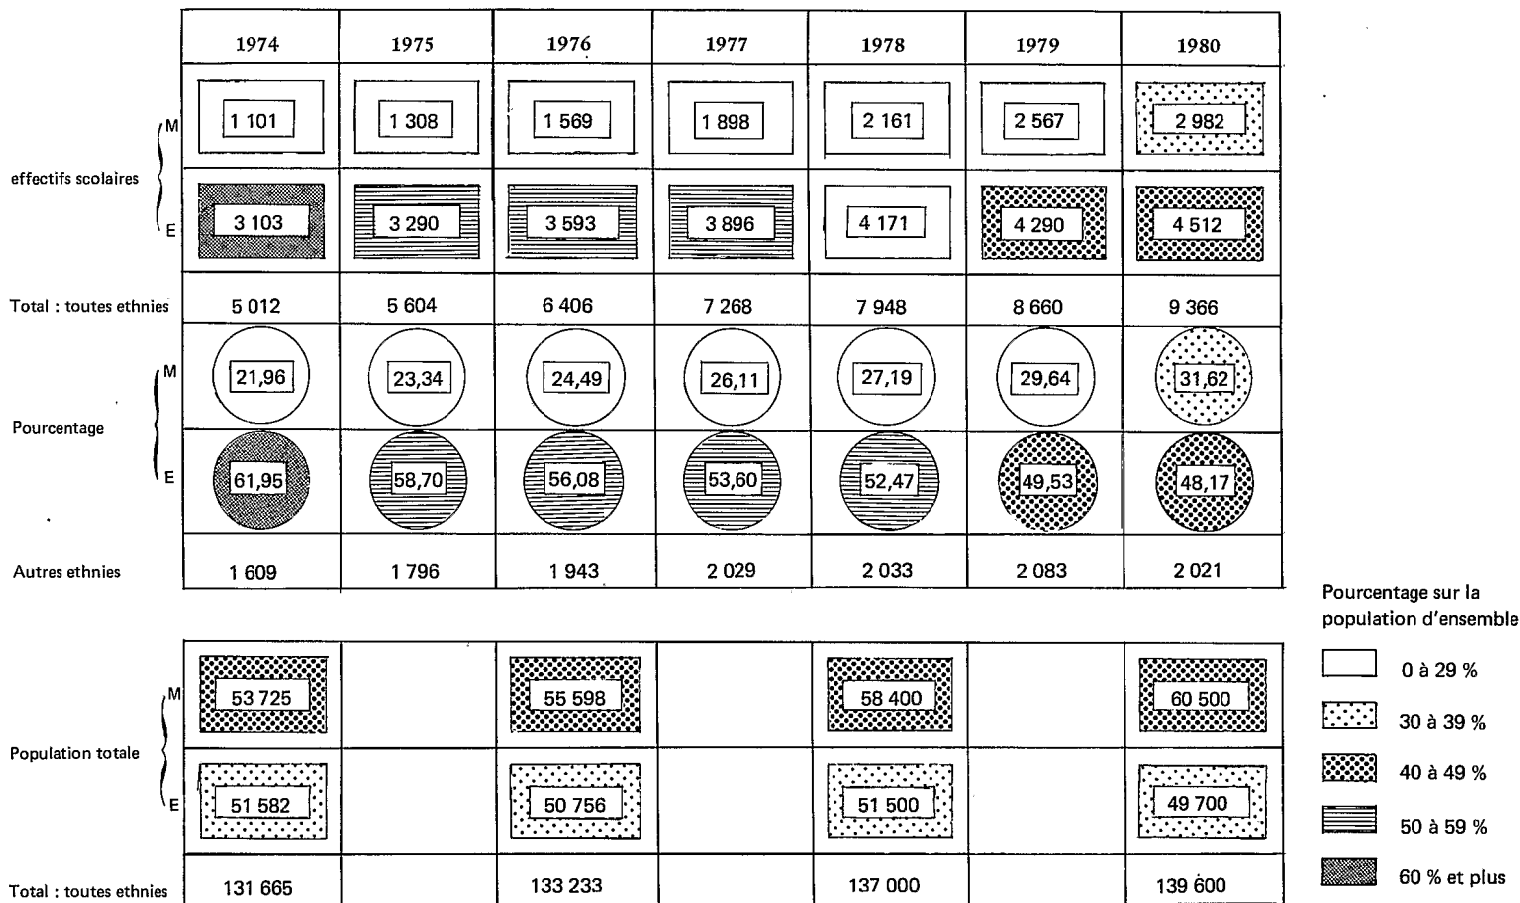 1974 1975 1976 1977 1978 1979 1980
M 1 101 1 308 1 569 1 898 2 161 2 567 2 982
effectifs scolaires
E 3 103 3 290 3 593 3 896 4 171 4 290 4 512
Total : toutes ethnies 5 012 5 604 6 406 7 268 7 948 8 660 9 366
M 21,96 23,34 24,49 26,11 27,19 29,64 31,62
Pourcentage
E 61,95 58,70 56,08 53,60 52,47 49,53 48,17
Autres ethnies 1 609 1 796 1 943 2 029 2 033 2 083 2 021
M 53 725 55 598 58 400 60 500
Population totale
E 51 582 50 756 51 500 49 700
Total : toutes ethnies 131 665 133 233 137 000 139 600
Pourcentage sur la
population d'ensemble
0 à 29 %
30 à 39 %
40 à 49 %
50 à 59 %
60 % et plus